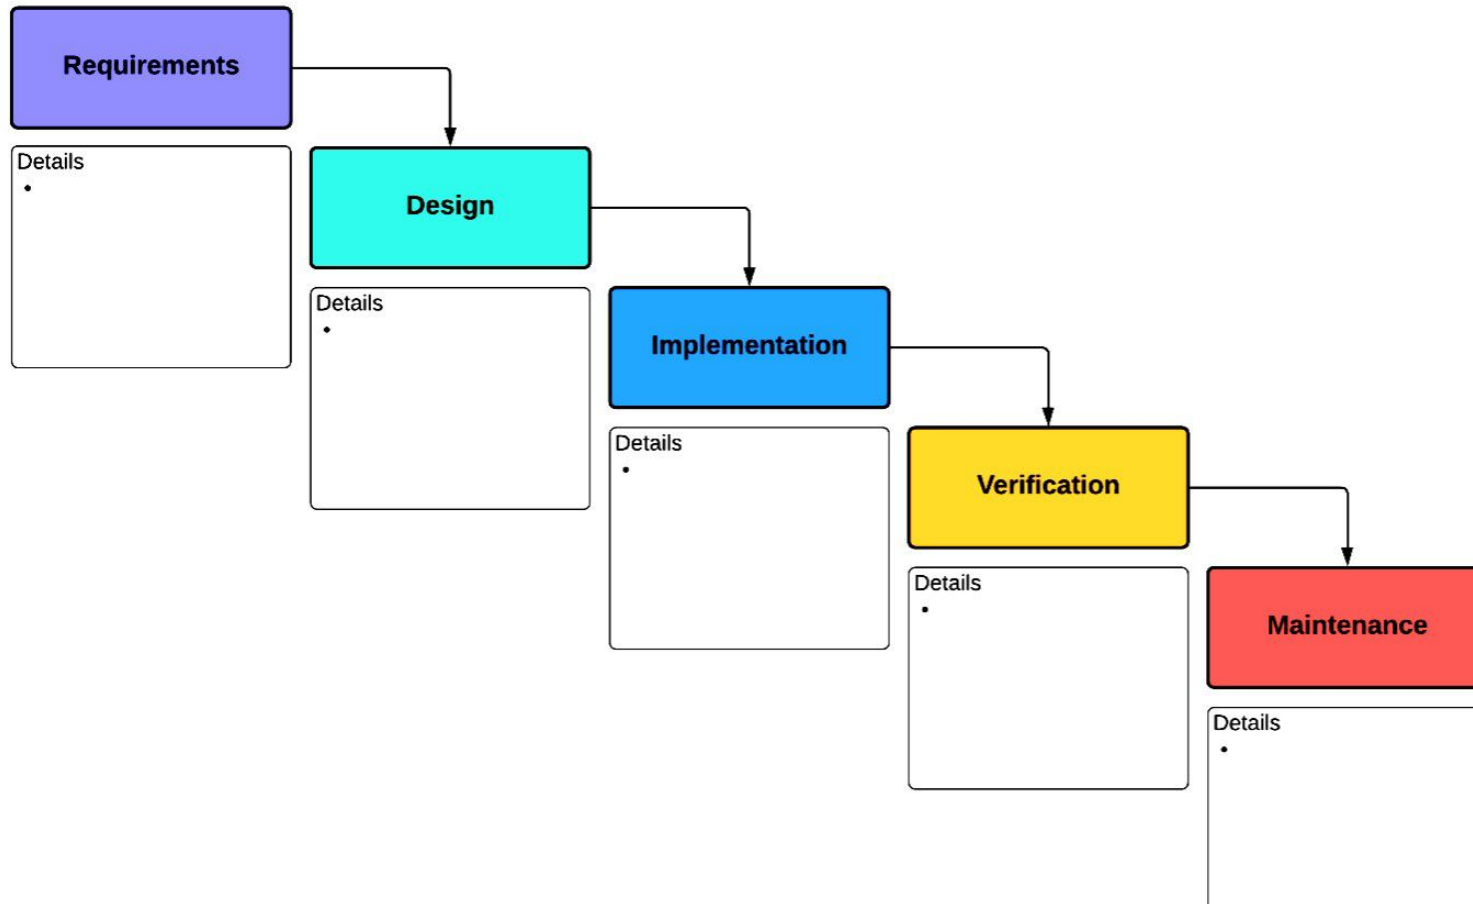 Requirements
Details
•
Design
Details
•
Implementation
Details
•
Verification
Details
•
Maintenance
Details
•